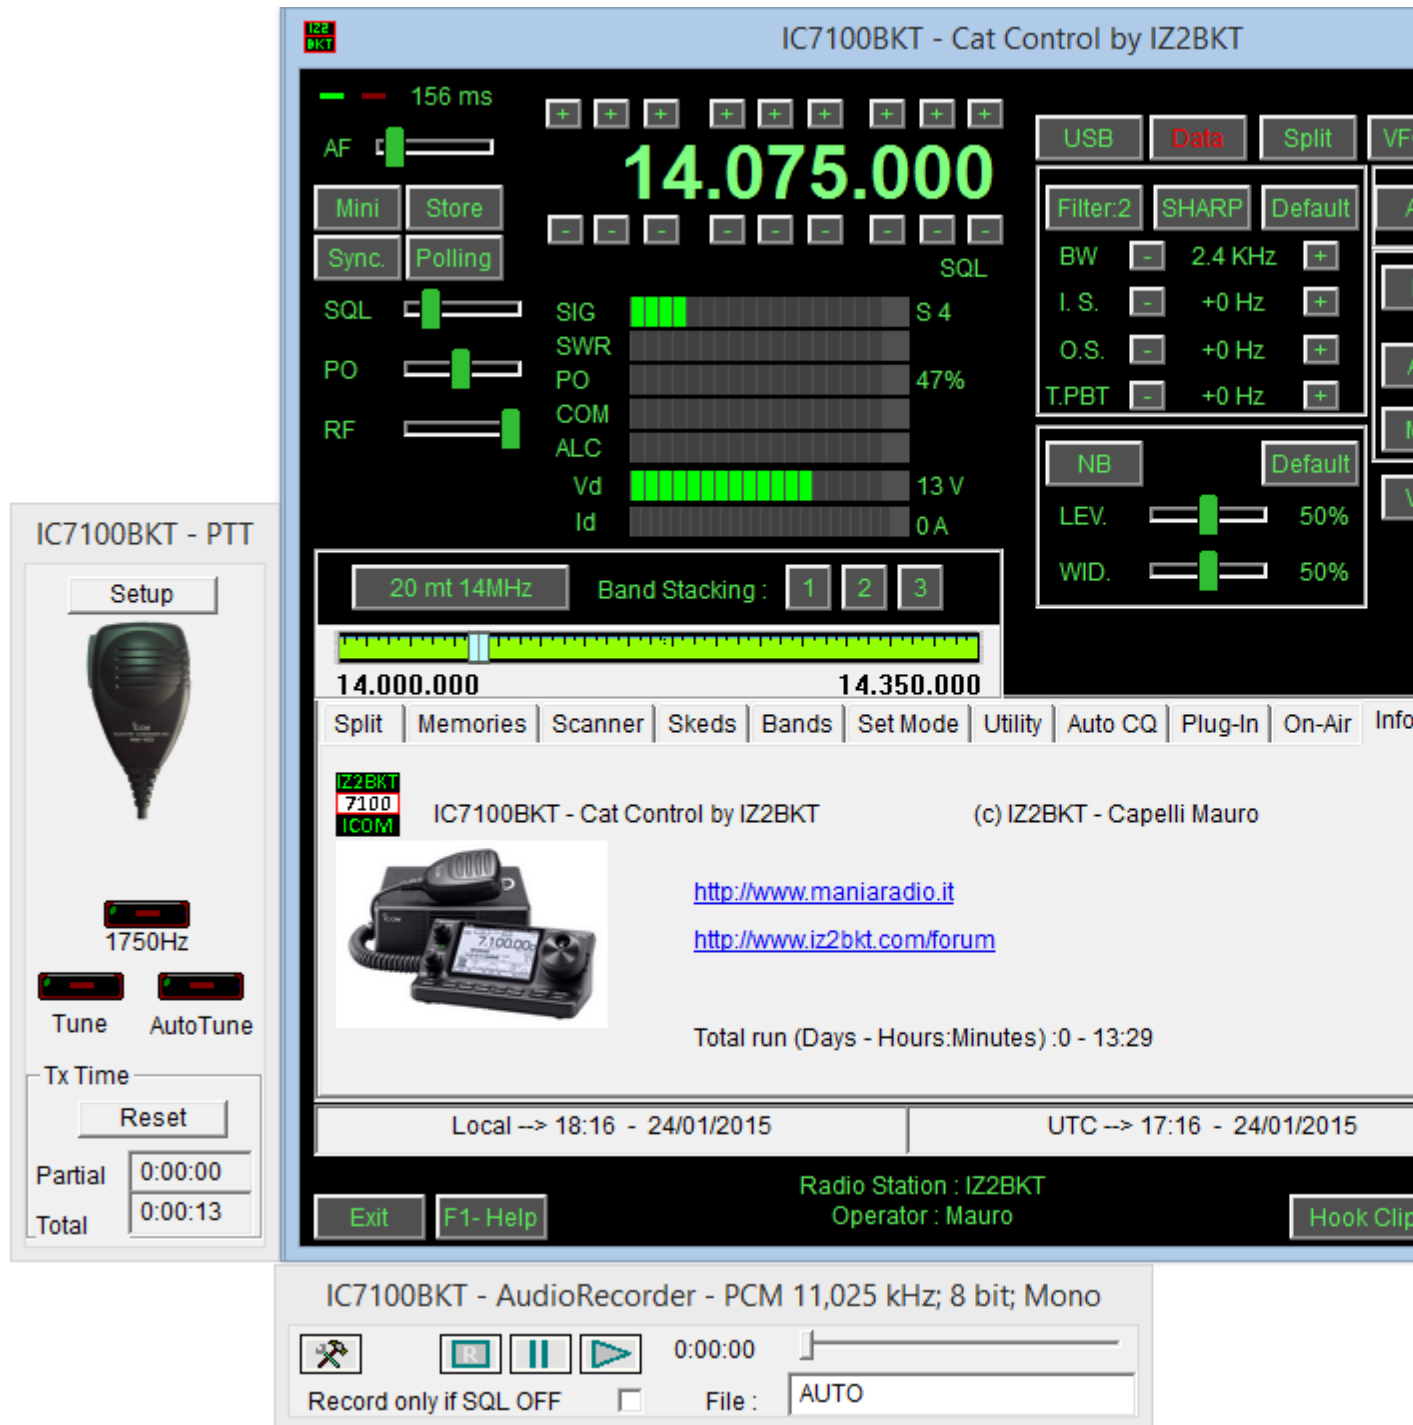 IZ2
BKT
IC7100BKT - Cat Control by IZ2BKT
156 ms
AF
+ + + + + + + + +
14.075.000
- - - - - - - - -
USB Data Split
Mini Store
Sync. Polling
Filter:2 SHARP Default
SQL
BW - 2.4 KHz +
I. S. - +0 Hz +
O.S. - +0 Hz +
T.PBT - +0 Hz +
SQL
PO
RF
SIG S 4
SWR
PO 47%
COM
ALC
Vd 13 V
Id 0 A
NB Default
LEV. 50%
WID. 50%
20 mt 14MHz Band Stacking : 1 2 3
14.000.000 14.350.000
Split Memories Scanner Skeds Bands Set Mode Utility Auto CQ Plug-In On-Air Info
IZ2BKT
7100
ICOM
IC7100BKT - Cat Control by IZ2BKT (c) IZ2BKT - Capelli Mauro
http://www.maniaradio.it
http://www.iz2bkt.com/forum
7.100.00
Total run (Days - Hours:Minutes) :0 - 13:29
Local --> 18:16 - 24/01/2015 UTC --> 17:16 - 24/01/2015
Radio Station : IZ2BKT
Operator : Mauro
Exit F1- Help Hook Clip
IC7100BKT - PTT
Setup
1750Hz
Tune AutoTune
Tx Time
Reset
Partial 0:00:00
Total 0:00:13
IC7100BKT - AudioRecorder - PCM 11,025 kHz; 8 bit; Mono
R 0:00:00
Record only if SQL OFF File : AUTO